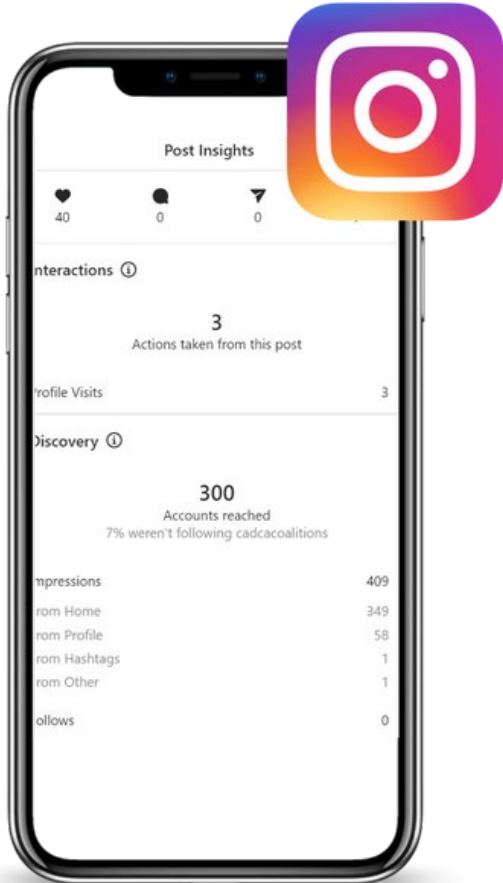 Post Insights
40 0 0
nteractions
3
Actions taken from this post
rofile Visits 3
Discovery
300
Accounts reached
7% weren't following cadcacoalitions
mpressions 409
rom Home 349
rom Profile 58
rom Hashtags 1
rom Other 1
ollows 0